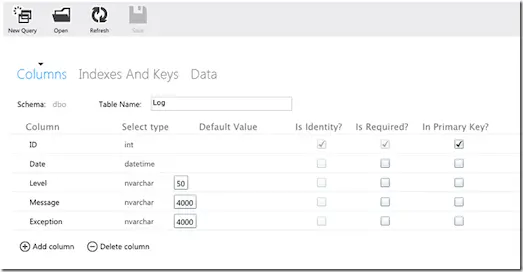 New Query Open Refresh Save
Columns Indexes And Keys Data
Schema: dbo Table Name: Log
Column Select type Default Value Is Identity? Is Required? In Primary Key?
ID int
Date datetime
Level nvarchar 50
Message nvarchar 4000
Exception nvarchar 4000
Add column Delete column